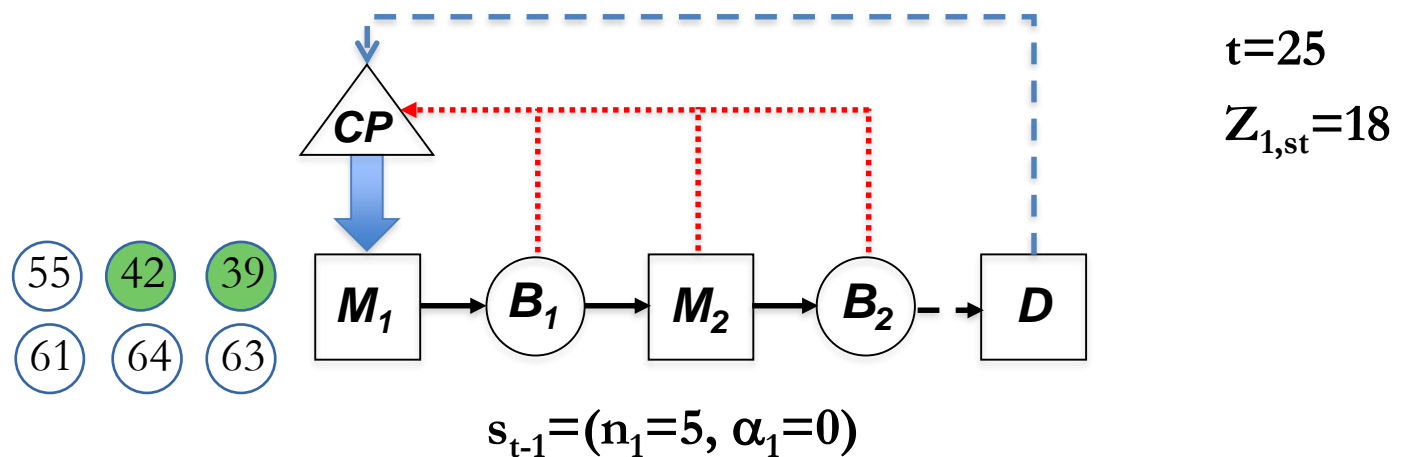 t=25
Z1,st=18
CP
55 42 39
61 64 63
M1 B1 M2 B2 D
st-1=(n1=5, α1=0)